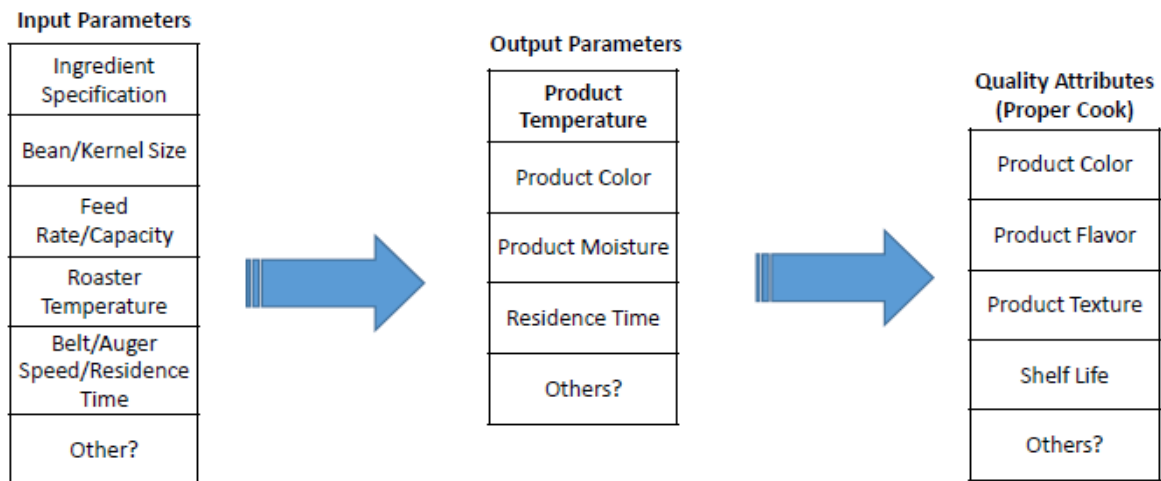 Input Parameters
Ingredient
Specification
Bean/Kernel Size
Feed
Rate/Capacity
Roaster
Temperature
Belt/Auger
Speed/Residence
Time
Other?
Output Parameters
Product
Temperature
Product Color
Product Moisture
Residence Time
Others?
Quality Attributes
(Proper Cook)
Product Color
Product Flavor
Product Texture
Shelf Life
Others?